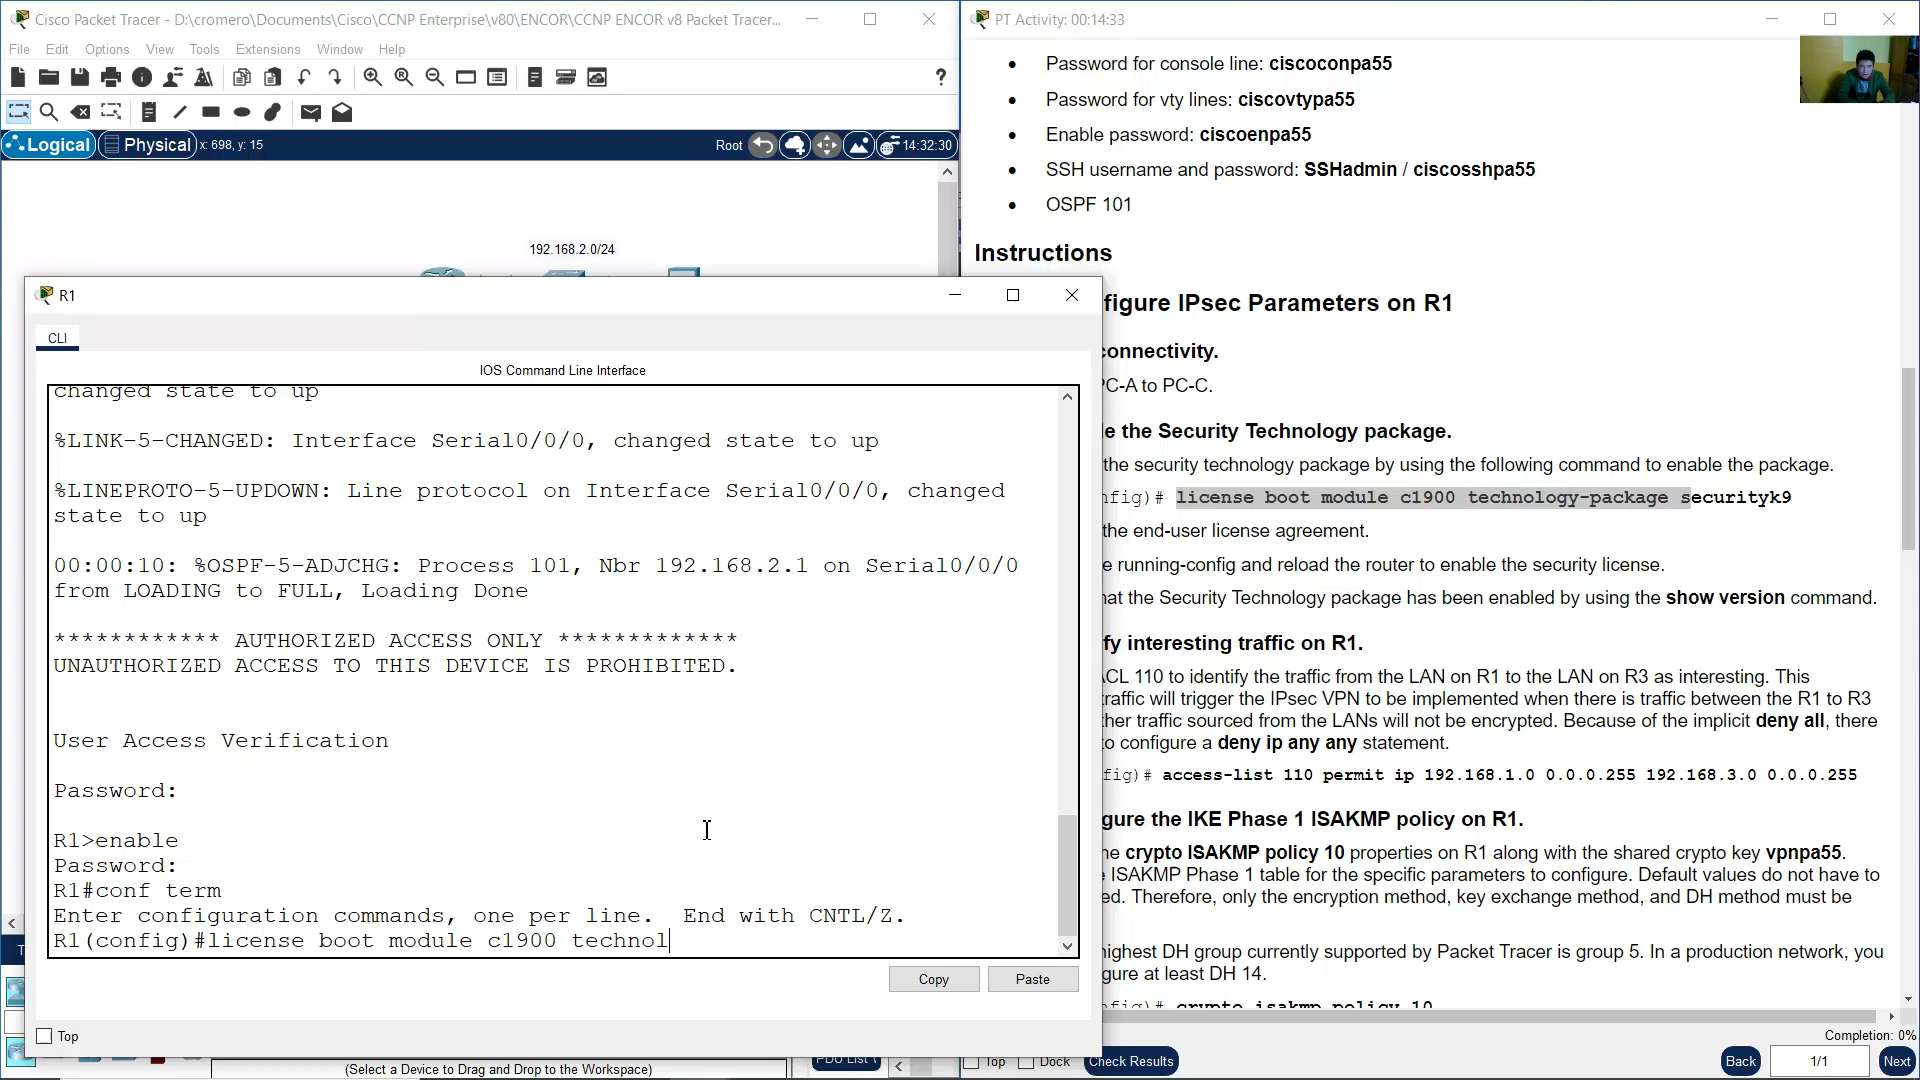 Cisco Packet Tracer - D:\cromero\Documents\Cisco\CCNP Enterprise\v80\ENCOR\CCNP ENCOR v8 Packet Tracer...
File Edit Options View Tools Scripting Extensions Window Help
Logical Physical x: 698, y: 15
Root 14:32:30
192.168.2.0/24
R1
CLI
IOS Command Line Interface
changed state to up
%LINK-5-CHANGED: Interface Serial0/0/0, changed state to up
%LINEPROTO-5-UPDOWN: Line protocol on Interface Serial0/0/0, changed
state to up
00:00:10: %OSPF-5-ADJCHG: Process 101, Nbr 192.168.2.1 on Serial0/0/0
from LOADING to FULL, Loading Done
************ AUTHORIZED ACCESS ONLY *************
UNAUTHORIZED ACCESS TO THIS DEVICE IS PROHIBITED.
User Access Verification
Password:
R1>enable
Password:
R1#conf term
Enter configuration commands, one per line.  End with CNTL/Z.
R1(config)#license boot module c1900 technol
Copy Paste
Top
(Select a Device to Drag and Drop to the Workspace)
PT Activity: 00:14:33
• Password for console line: ciscoconpa55
• Password for vty lines: ciscovtypa55
• Enable password: ciscoenpa55
• SSH username and password: SSHadmin / ciscosshpa55
• OSPF 101
Instructions
figure IPsec Parameters on R1
connectivity.
PC-A to PC-C.
le the Security Technology package.
the security technology package by using the following command to enable the package.
nfig)# license boot module c1900 technology-package securityk9
the end-user license agreement.
e running-config and reload the router to enable the security license.
hat the Security Technology package has been enabled by using the show version command.
fy interesting traffic on R1.
ACL 110 to identify the traffic from the LAN on R1 to the LAN on R3 as interesting. This
traffic will trigger the IPsec VPN to be implemented when there is traffic between the R1 to R3
ther traffic sourced from the LANs will not be encrypted. Because of the implicit deny all, there
to configure a deny ip any any statement.
fig)# access-list 110 permit ip 192.168.1.0 0.0.0.255 192.168.3.0 0.0.0.255
gure the IKE Phase 1 ISAKMP policy on R1.
he crypto ISAKMP policy 10 properties on R1 along with the shared crypto key vpnpa55.
e ISAKMP Phase 1 table for the specific parameters to configure. Default values do not have to
ed. Therefore, only the encryption method, key exchange method, and DH method must be
highest DH group currently supported by Packet Tracer is group 5. In a production network, you
gure at least DH 14.
nfig)# crypto isakmp policy 10
Completion: 0%
Top Dock Check Results Back 1/1 Next